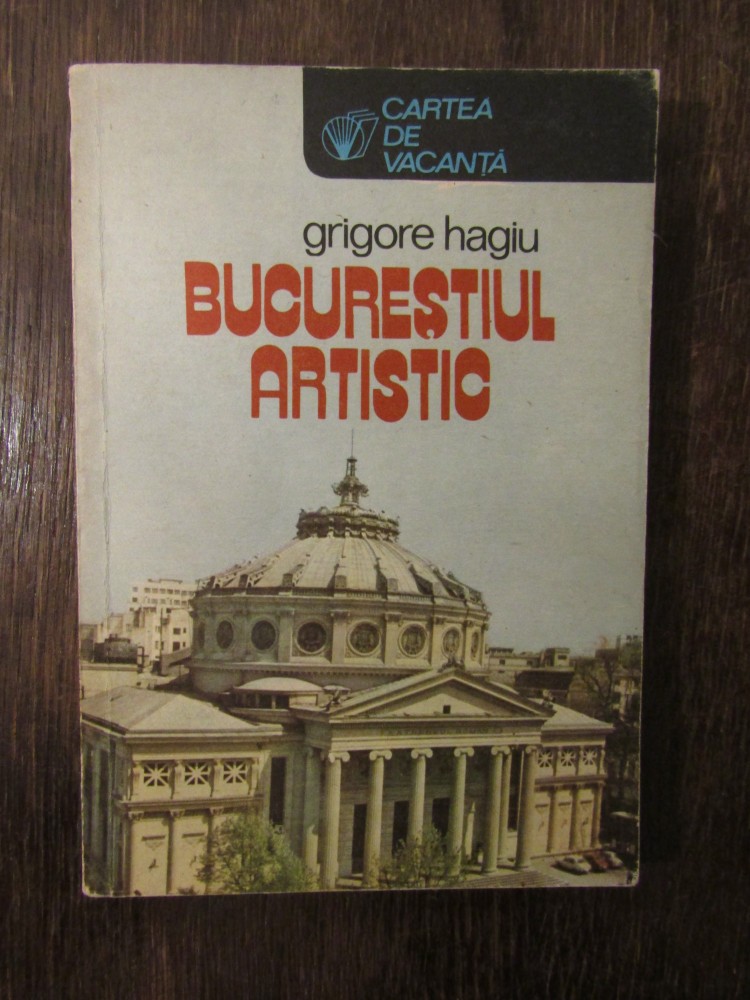 CARTEA
DE
VACANȚĂ
grigore hagiu
BUCUREȘTIUL
ARTISTIC